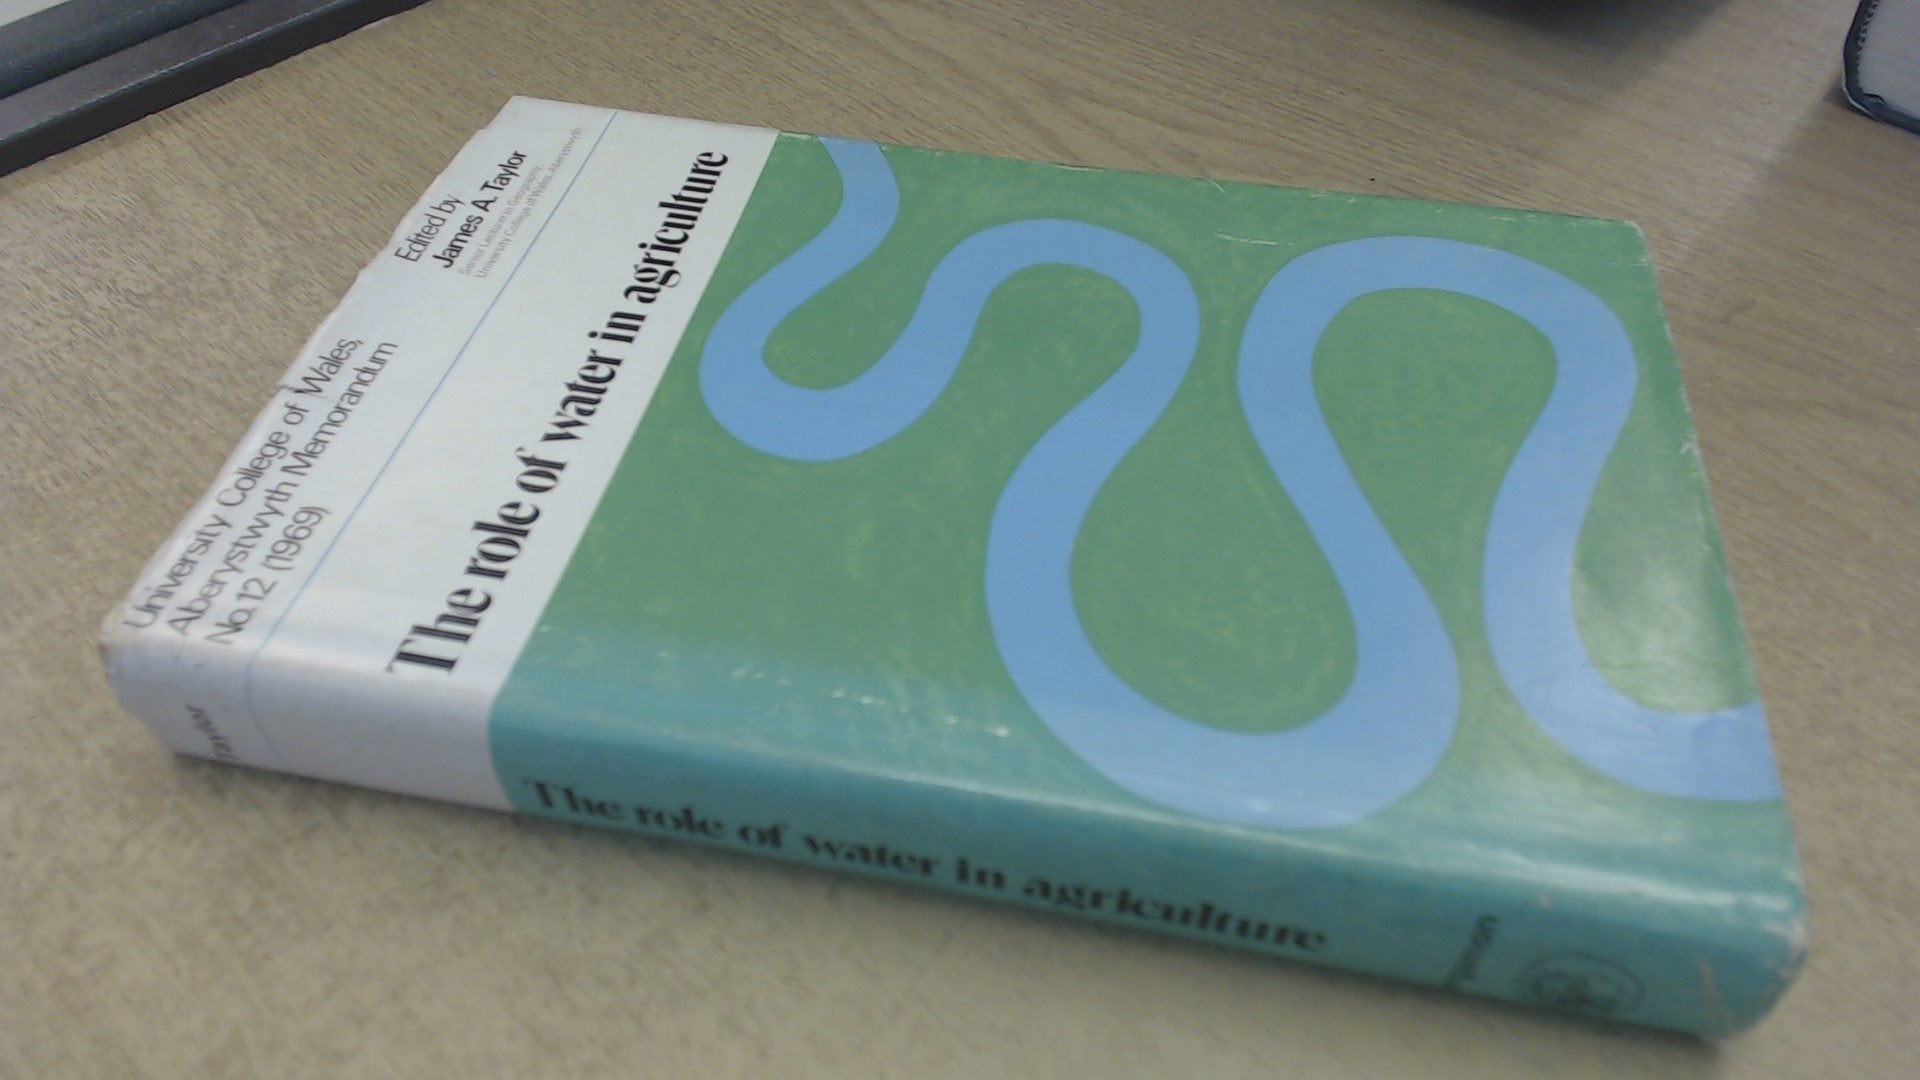 University College of Wales,
Aberystwyth Memorandum
No.12 (1969)
Edited by
James A. Taylor
Senior Lecturer in Geography,
University College of Wales, Aberystwyth
The role of water in agriculture
Taylor
The role of water in agriculture